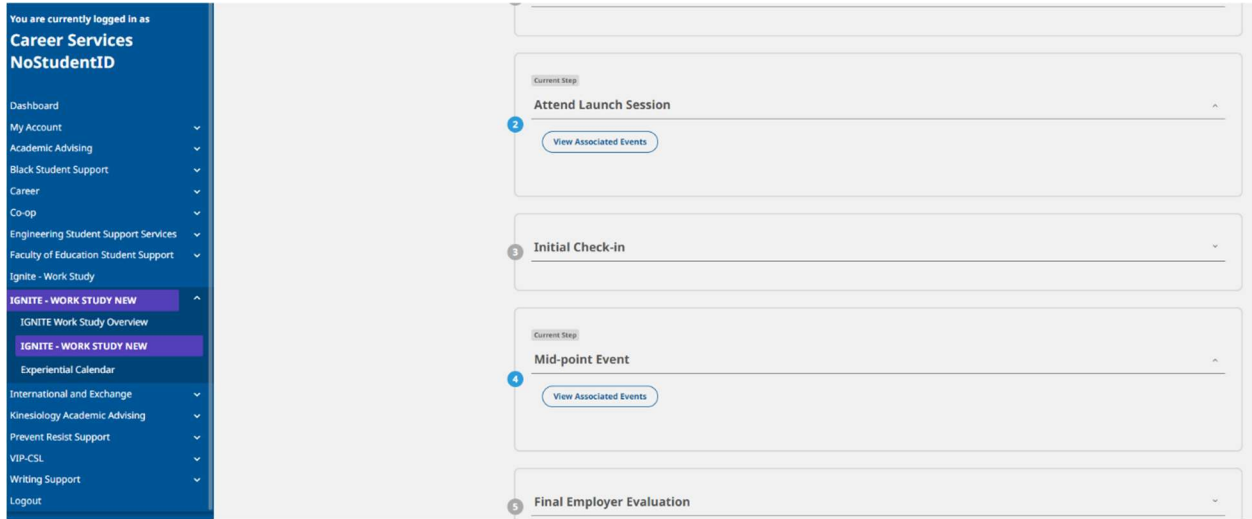 You are currently logged in as
Career Services
NoStudentID
Dashboard
My Account
Academic Advising
Black Student Support
Career
Co-op
Engineering Student Support Services
Faculty of Education Student Support
Ignite - Work Study
IGNITE - WORK STUDY NEW
IGNITE Work Study Overview
IGNITE - WORK STUDY NEW
Experiential Calendar
International and Exchange
Kinesiology Academic Advising
Prevent Resist Support
VIP-CSL
Writing Support
Logout
Current Step
Attend Launch Session
2
View Associated Events
3
Initial Check-in
Current Step
Mid-point Event
4
View Associated Events
5
Final Employer Evaluation